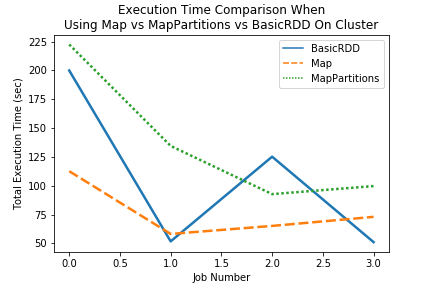 Execution Time Comparison When
Using Map vs MapPartitions vs BasicRDD On Cluster
Total Execution Time (sec)
225
200
175
150
125
100
75
50
BasicRDD
Map
MapPartitions
0.0 0.5 1.0 1.5 2.0 2.5 3.0
Job Number